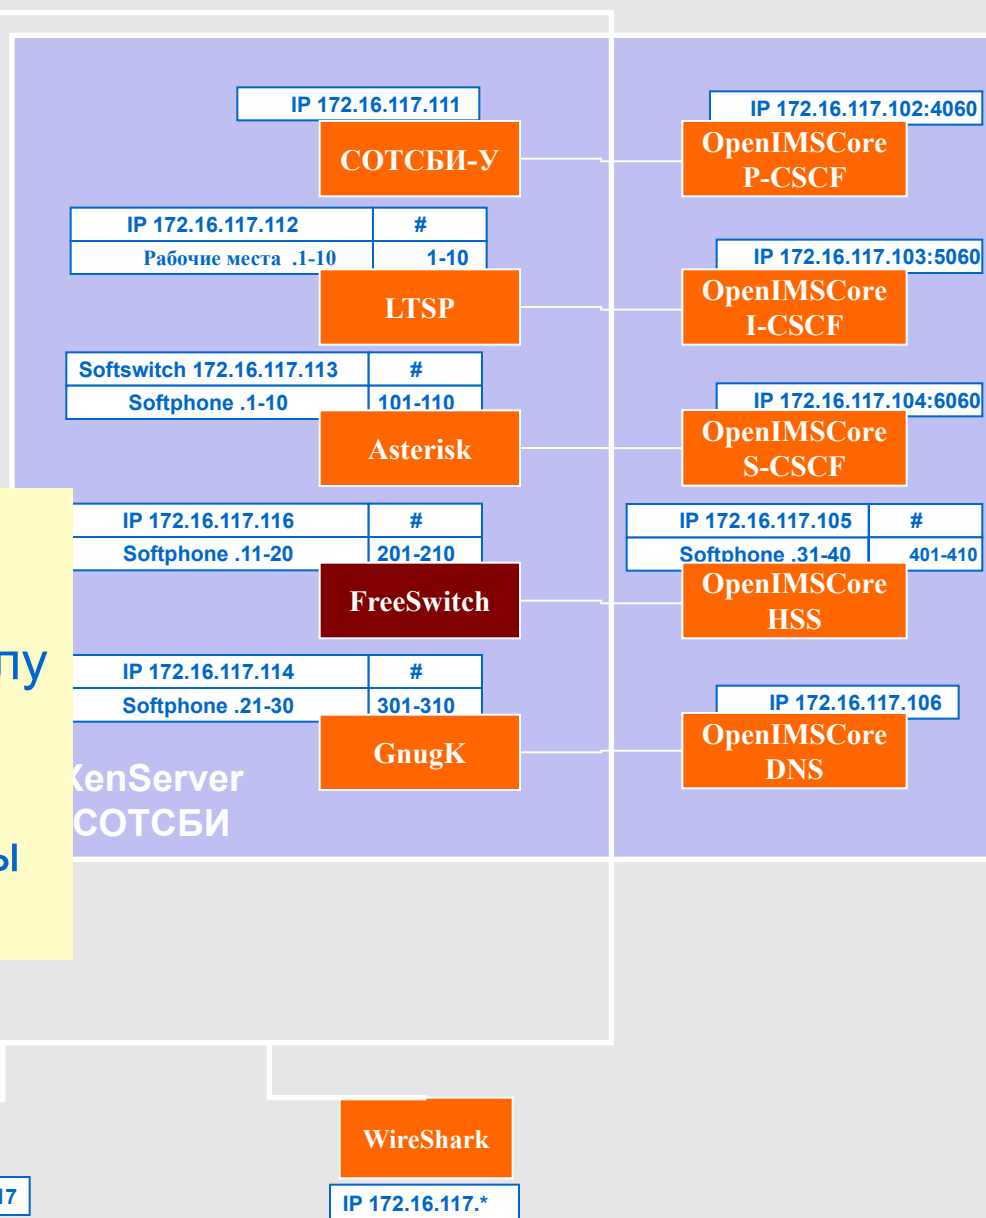 IP 172.16.117.111
СОТСБИ-У
IP 172.16.117.102:4060
OpenIMSCore
P-CSCF
IP 172.16.117.112 #
Рабочие места .1-10 1-10
LTSP
IP 172.16.117.103:5060
OpenIMSCore
I-CSCF
Softswitch 172.16.117.113 #
Softphone .1-10 101-110
Asterisk
IP 172.16.117.104:6060
OpenIMSCore
S-CSCF
IP 172.16.117.116 #
Softphone .11-20 201-210
FreeSwitch
IP 172.16.117.105 #
Softphone .31-40 401-410
OpenIMSCore
HSS
IP 172.16.117.114 #
Softphone .21-30 301-310
GnugK
IP 172.16.117.106
OpenIMSCore
DNS
XenServer
СОТСБИ
WireShark
IP 172.16.117.*
17